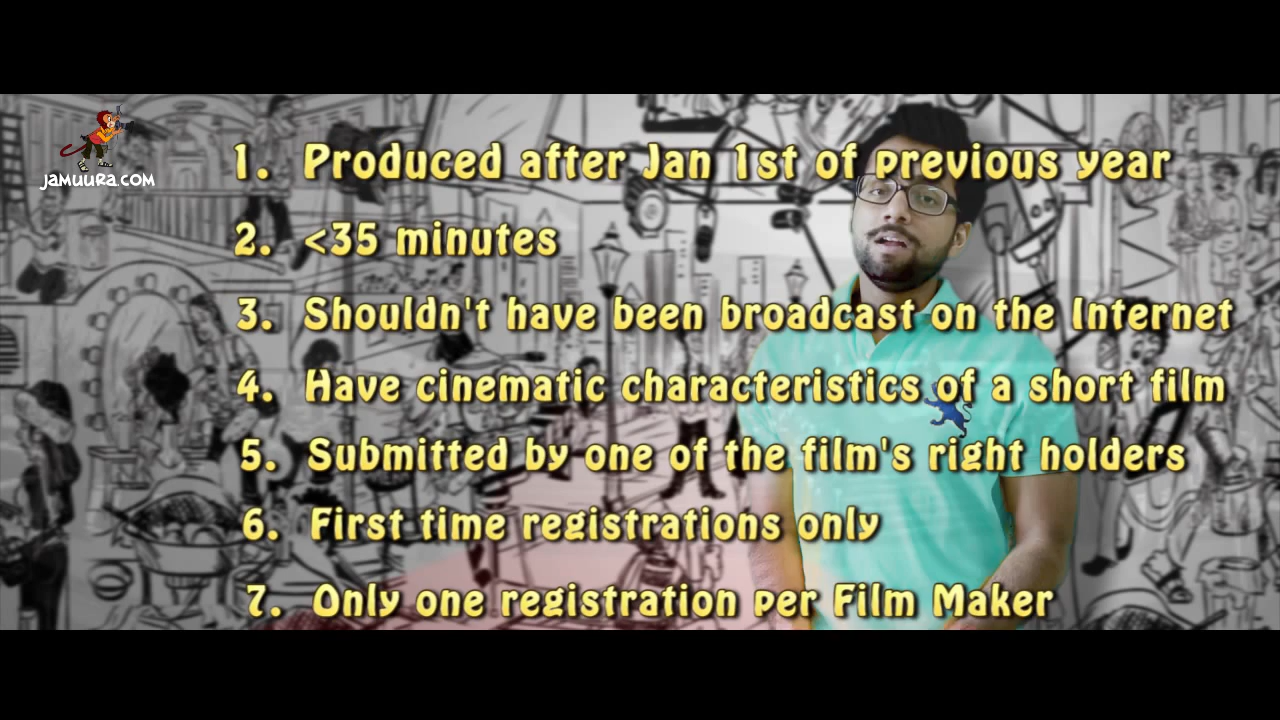 JAMUURA.COM
1. Produced after Jan 1st of previous year
2. <35 minutes
3. Shouldn't have been broadcast on the Internet
4. Have cinematic characteristics of a short film
5. Submitted by one of the film's right holders
6. First time registrations only
7. Only one registration per Film Maker